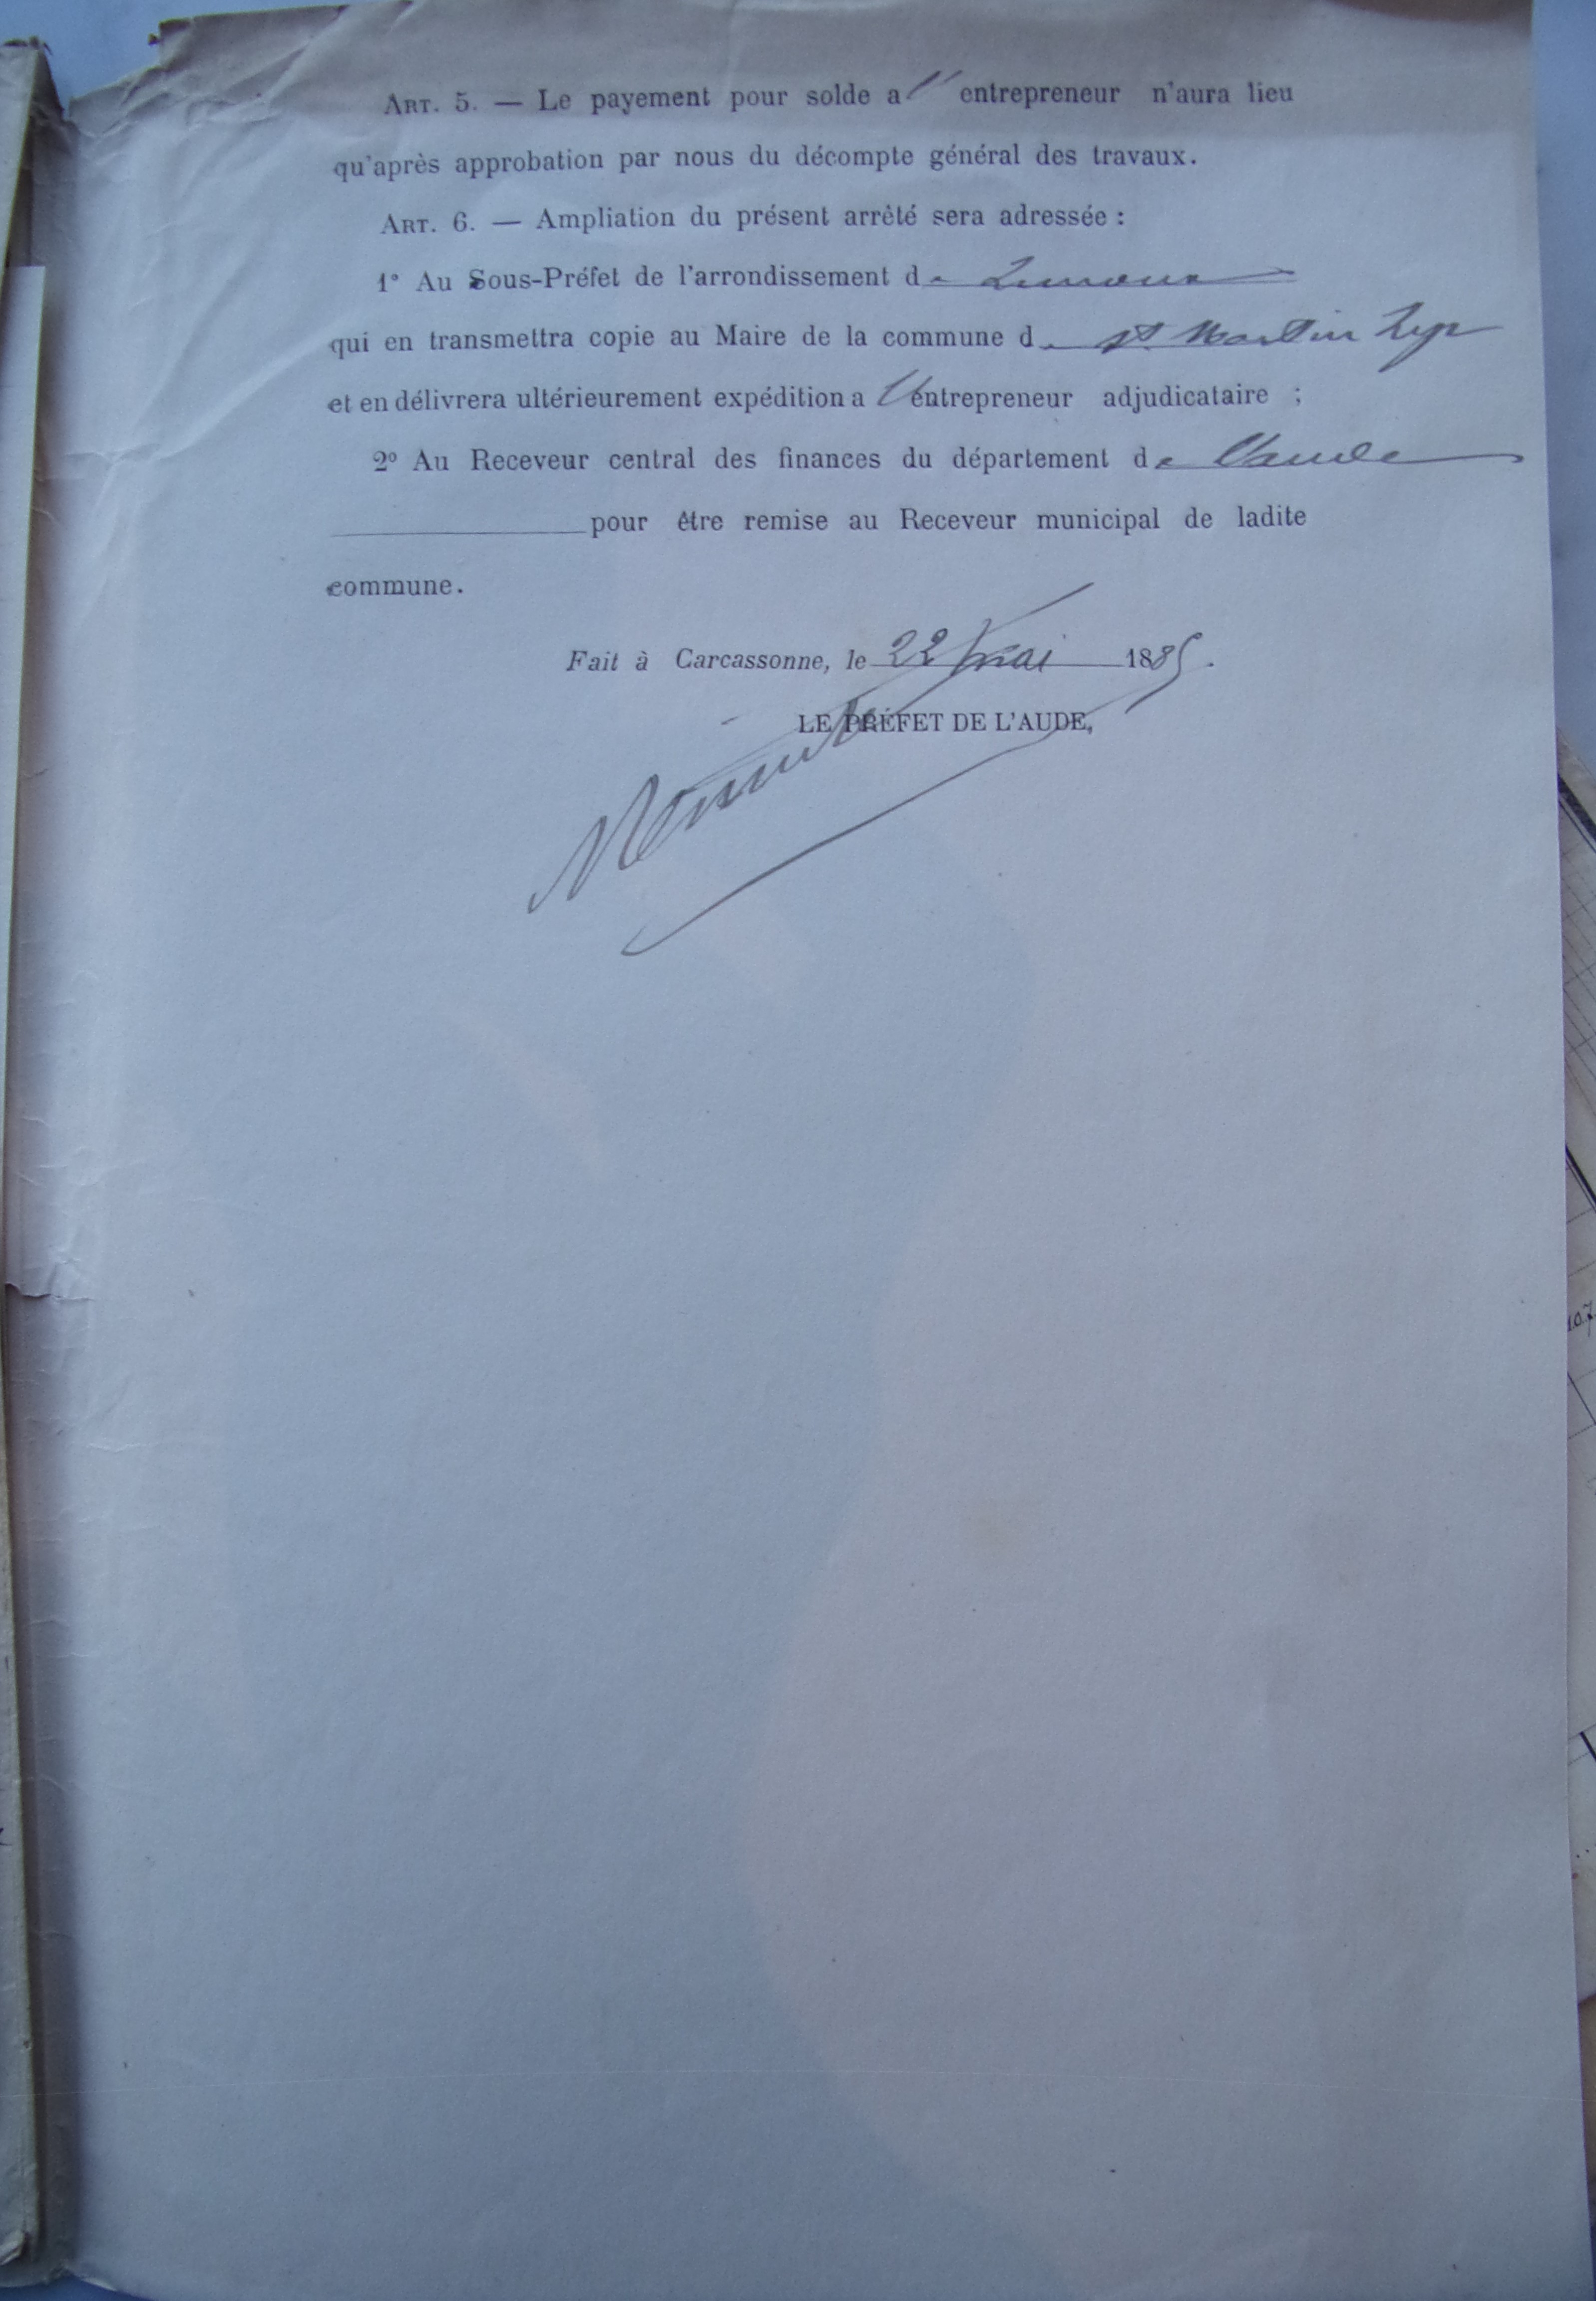 ART. 5. — Le payement pour solde a l' entrepreneur n'aura lieu
qu'après approbation par nous du décompte général des travaux.
ART. 6. — Ampliation du présent arrêté sera adressée :
1° Au Sous-Préfet de l'arrondissement de Limoux
qui en transmettra copie au Maire de la commune de St Martin Lys
et en délivrera ultérieurement expédition a l'entrepreneur adjudicataire ;
2° Au Receveur central des finances du département de l'aude
pour être remise au Receveur municipal de ladite
commune.
Fait à Carcassonne, le 22 mai 1885.
LE PRÉFET DE L'AUDE,
107